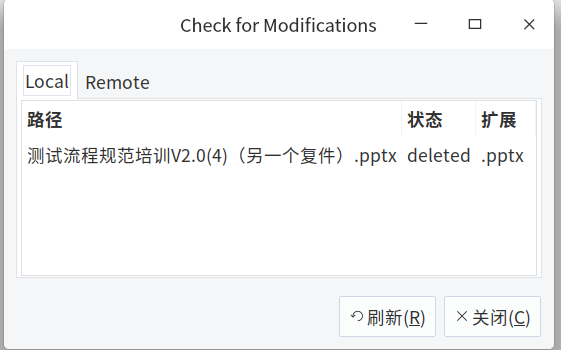 Check for Modifications
Local Remote
路径 状态 扩展
测试流程规范培训V2.0(4)（另一个复件）.pptx deleted .pptx
刷新(R) 关闭(C)